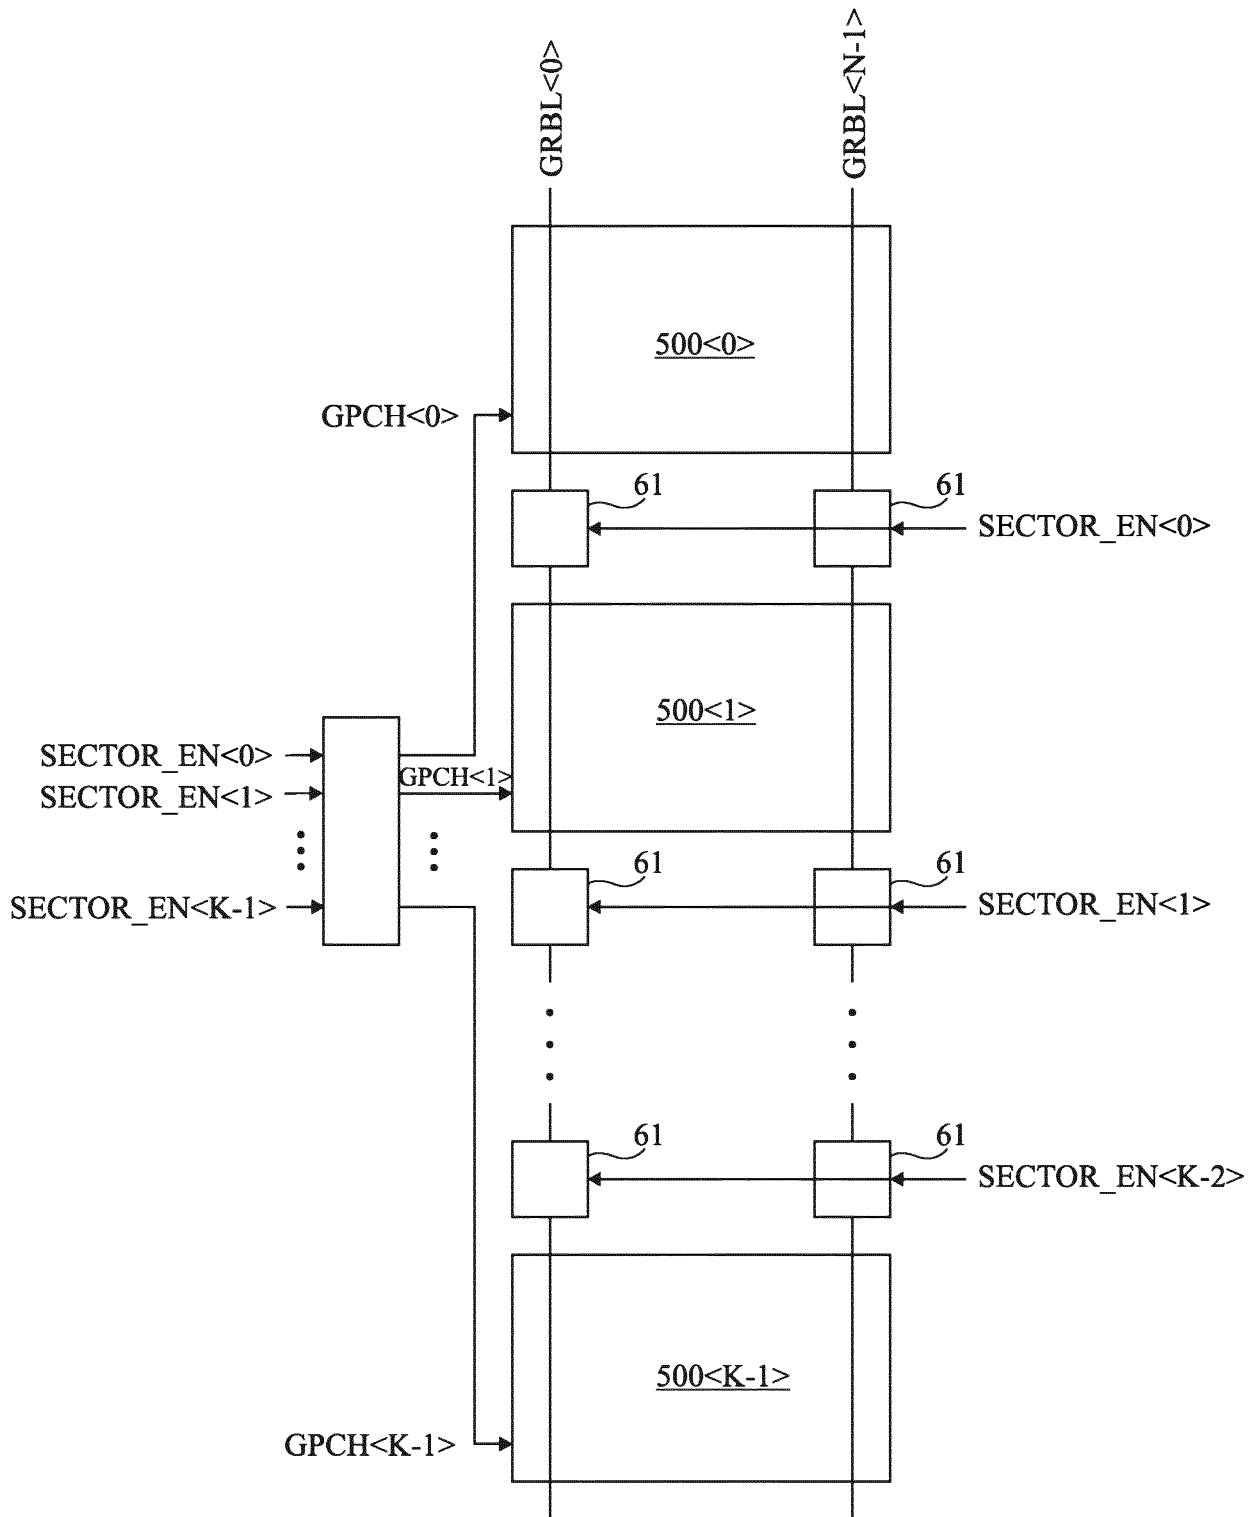 GRBL<0>
GRBL<N-1>
500<0>
GPCH<0>
61
61
SECTOR_EN<0>
500<1>
SECTOR_EN<0>
GPCH<1>
SECTOR_EN<1>
61
61
SECTOR_EN<K-1>
SECTOR_EN<1>
61
61
SECTOR_EN<K-2>
500<K-1>
GPCH<K-1>